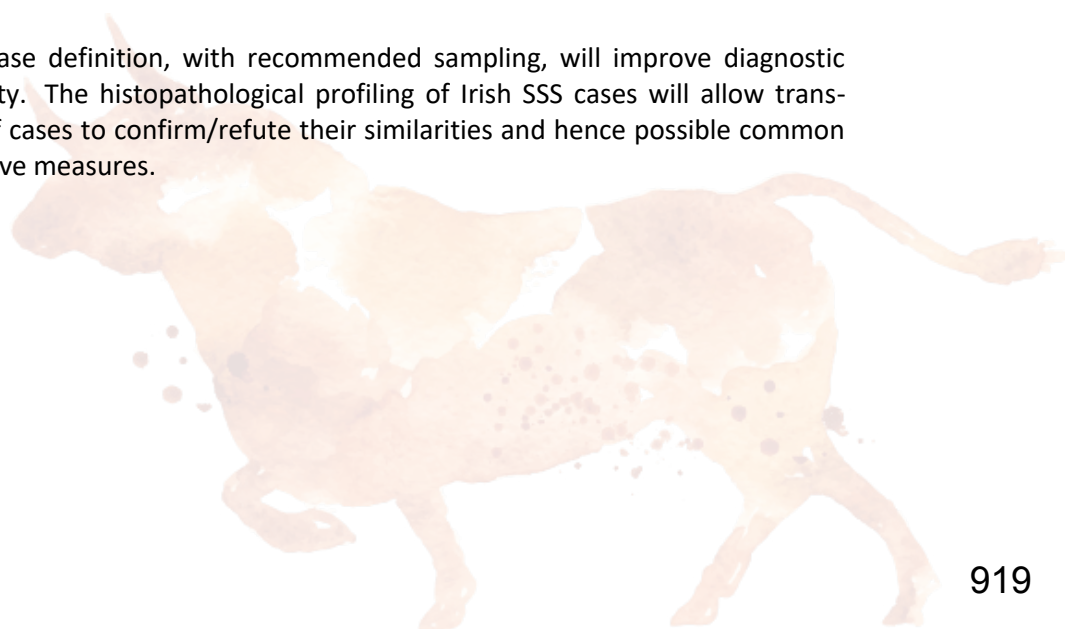 ase definition, with recommended sampling, will improve diagnostic
ty. The histopathological profiling of Irish SSS cases will allow trans-
f cases to confirm/refute their similarities and hence possible common
ve measures.
919